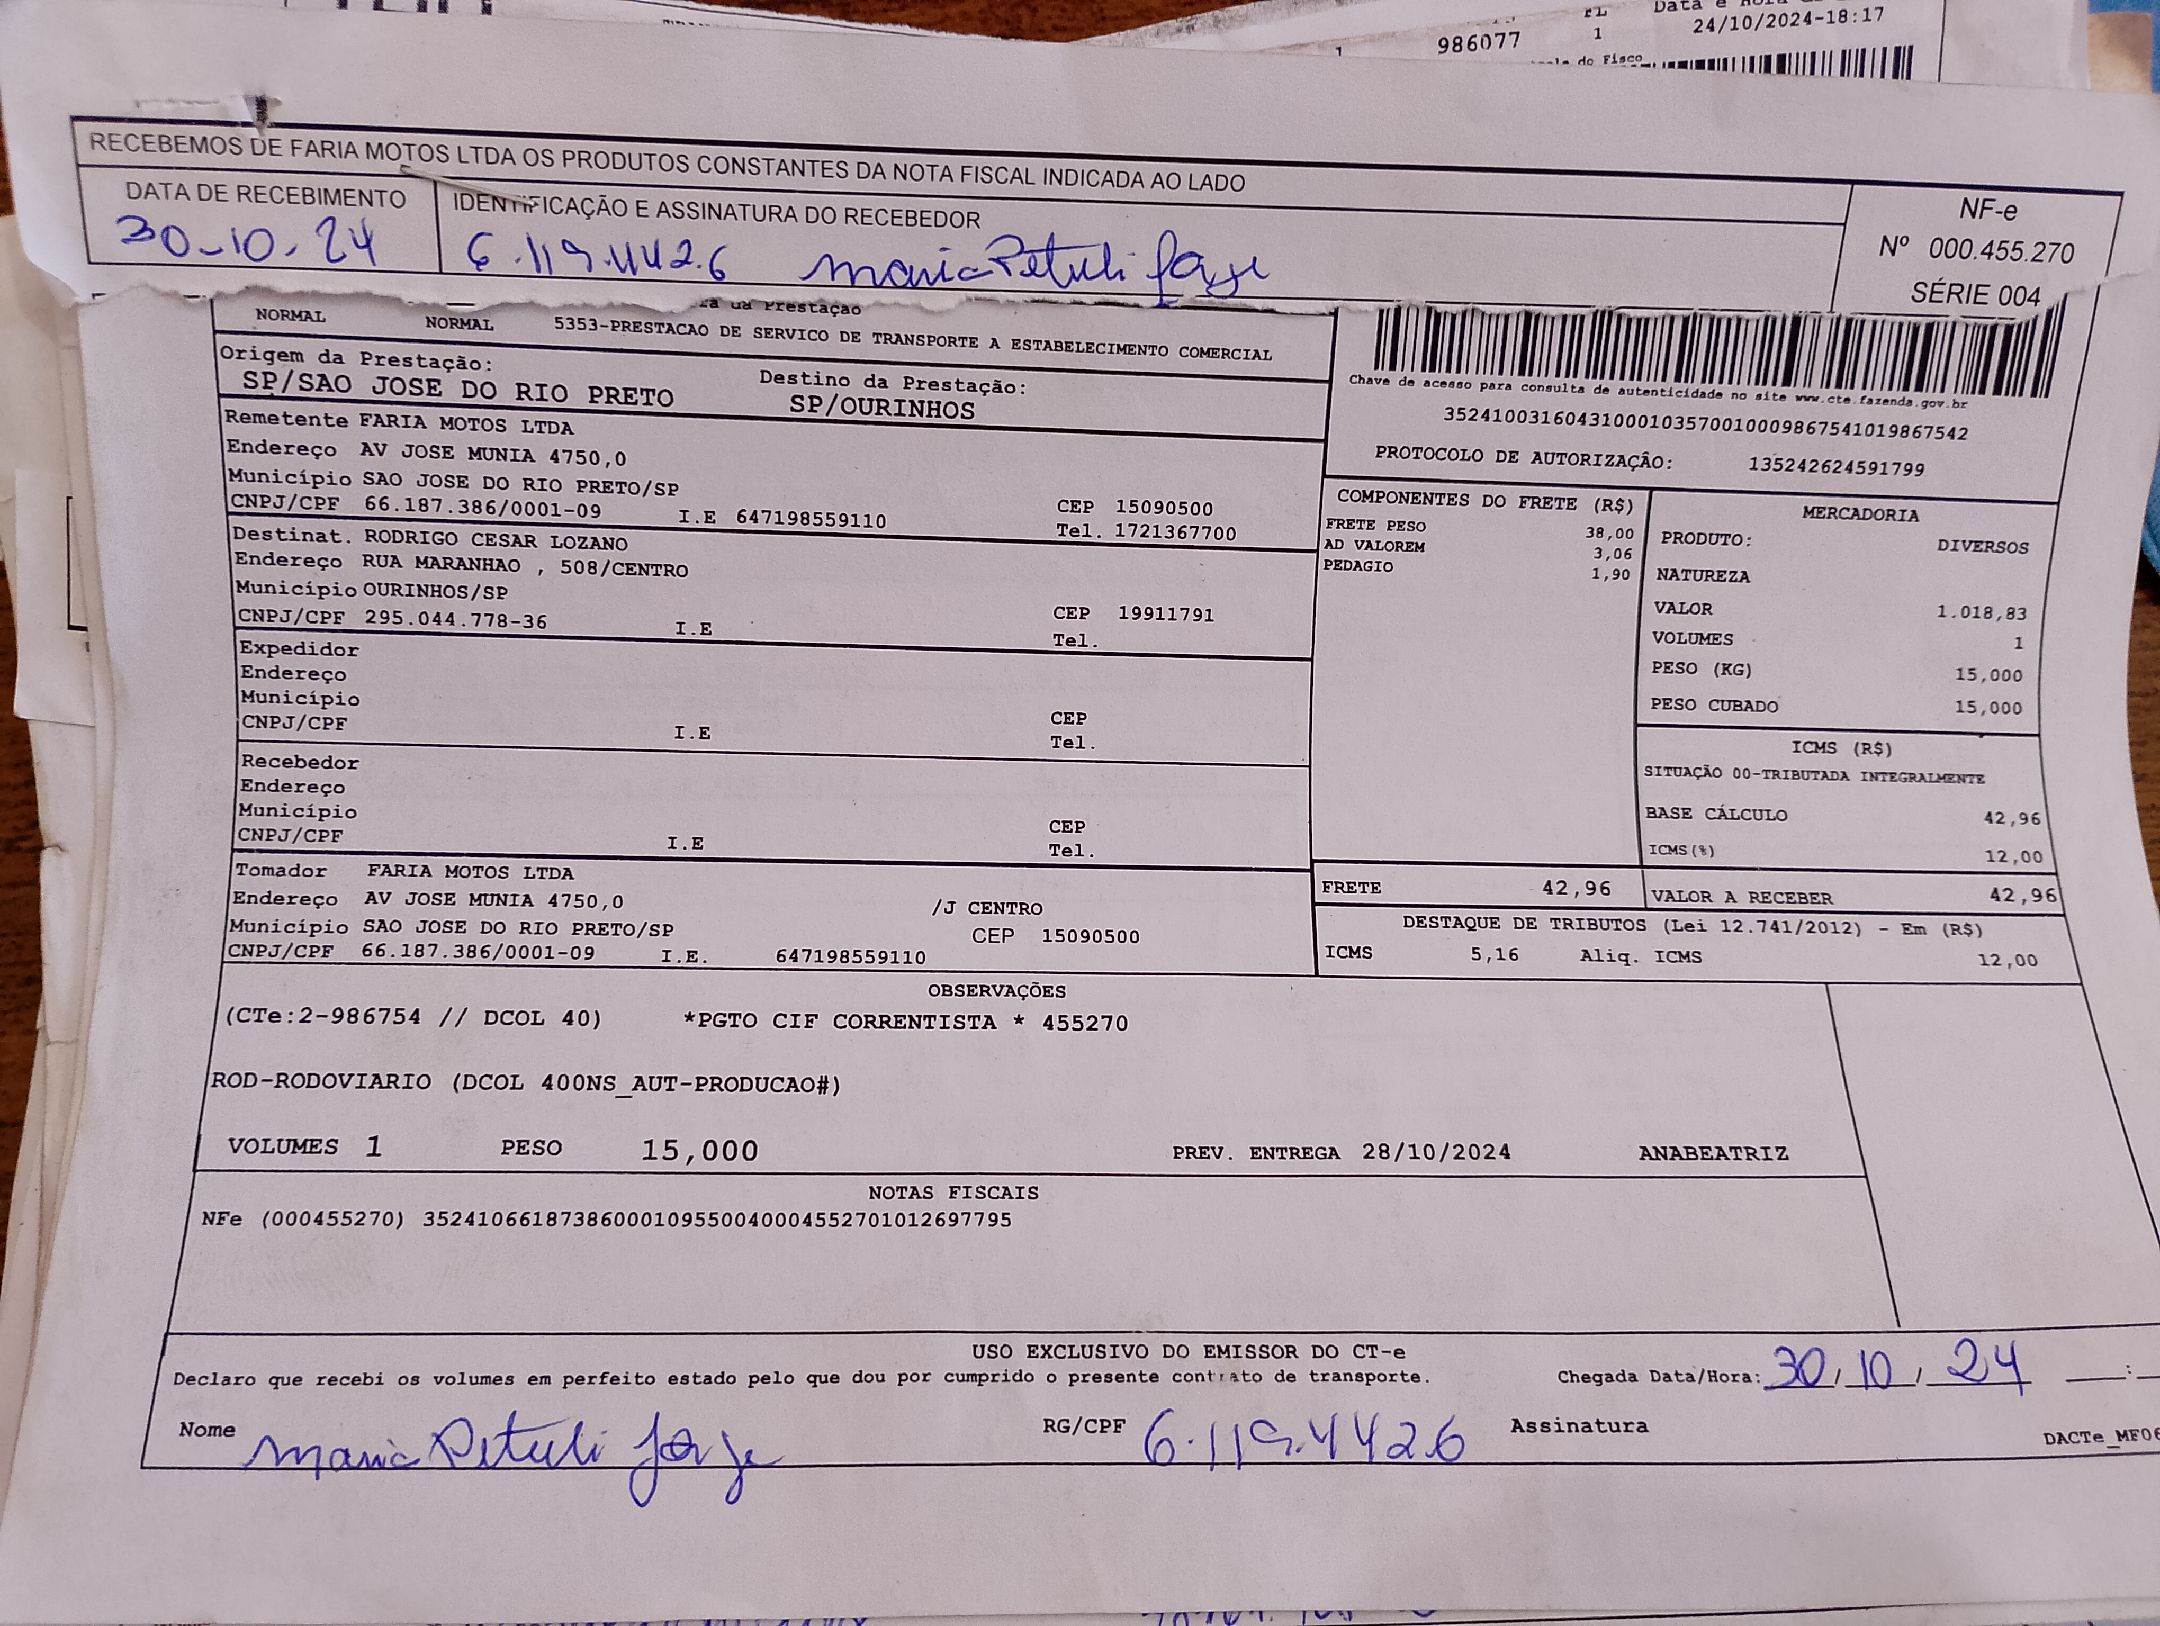 986077
1
24/10/2024-18:17
do Fisco
RECEBEMOS DE FARIA MOTOS LTDA OS PRODUTOS CONSTANTES DA NOTA FISCAL INDICADA AO LADO
DATA DE RECEBIMENTO
30-10-24
IDENTIFICAÇÃO E ASSINATURA DO RECEBEDOR
6.119.442.6 Maria
NF-e
Nº 000.455.270
SÉRIE 004
da Prestação
NORMAL NORMAL 5353-PRESTACAO DE SERVICO DE TRANSPORTE A ESTABELECIMENTO COMERCIAL
Origem da Prestação: Destino da Prestação:
SP/SAO JOSE DO RIO PRETO SP/OURINHOS
Chave de acesso para consulta de autenticidade no site www.cte.fazenda.gov.br
35241003160431000103570010009867541019867542
PROTOCOLO DE AUTORIZAÇÂO: 135242624591799
Remetente FARIA MOTOS LTDA
Endereço AV JOSE MUNIA 4750,0
Município SAO JOSE DO RIO PRETO/SP CEP 15090500
CNPJ/CPF 66.187.386/0001-09 I.E 647198559110 Tel. 1721367700
Destinat. RODRIGO CESAR LOZANO
Endereço RUA MARANHAO , 508/CENTRO
Município OURINHOS/SP CEP 19911791
CNPJ/CPF 295.044.778-36 I.E Tel.
Expedidor
Endereço
Município CEP
CNPJ/CPF I.E Tel.
Recebedor
Endereço
Município CEP
CNPJ/CPF I.E Tel.
Tomador FARIA MOTOS LTDA
Endereço AV JOSE MUNIA 4750,0 /J CENTRO
Município SAO JOSE DO RIO PRETO/SP CEP 15090500
CNPJ/CPF 66.187.386/0001-09 I.E. 647198559110
COMPONENTES DO FRETE (R$)
FRETE PESO 38,00
AD VALOREM 3,06
PEDAGIO 1,90
MERCADORIA
PRODUTO: DIVERSOS
NATUREZA
VALOR 1.018,83
VOLUMES 1
PESO (KG) 15,000
PESO CUBADO 15,000
ICMS (R$)
SITUAÇÃO 00-TRIBUTADA INTEGRALMENTE
BASE CÁLCULO 42,96
ICMS(%) 12,00
FRETE 42,96 VALOR A RECEBER 42,96
DESTAQUE DE TRIBUTOS (Lei 12.741/2012) - Em (R$)
ICMS 5,16 Aliq. ICMS 12,00
OBSERVAÇÕES
(CTe:2-986754 // DCOL 40) *PGTO CIF CORRENTISTA * 455270
ROD-RODOVIARIO (DCOL 400NS_AUT-PRODUCAO#)
VOLUMES 1 PESO 15,000 PREV. ENTREGA 28/10/2024 ANABEATRIZ
NOTAS FISCAIS
NFe (000455270) 35241066187386000109550040004552701012697795
USO EXCLUSIVO DO EMISSOR DO CT-e
Declaro que recebi os volumes em perfeito estado pelo que dou por cumprido o presente contrato de transporte. Chegada Data/Hora: 30/10/24 :
Nome Maria RG/CPF 6.119.442.6 Assinatura
DACTe_MF06